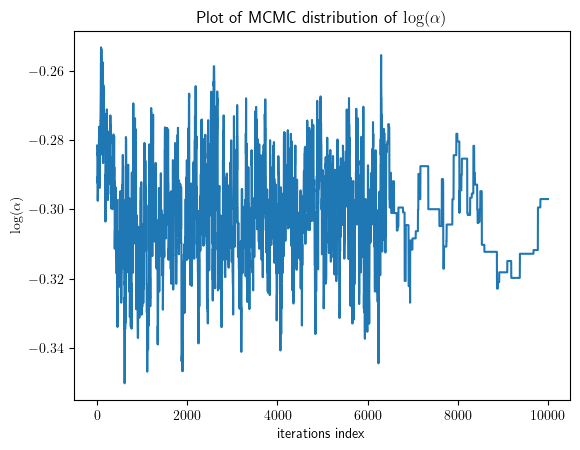 Plot of MCMC distribution of log(α)
−0.26
−0.28
−0.30
−0.32
−0.34
log(α)
0 2000 4000 6000 8000 10000
iterations index